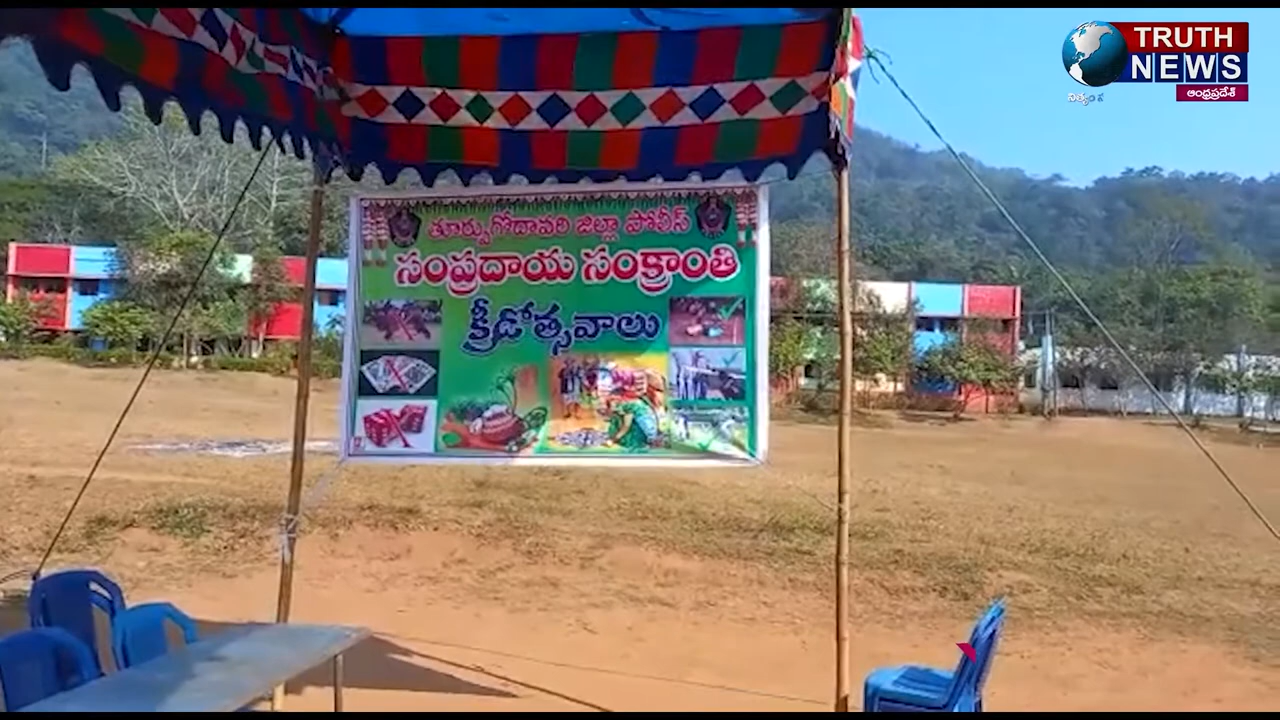 TRUTH
NEWS
నిత్యం న
ఆంధ్రప్రదేశ్
తూర్పుగోదావరి జిల్లా పోలీస్
సంప్రదాయ సంక్రాంతి
క్రీడోత్సవాలు